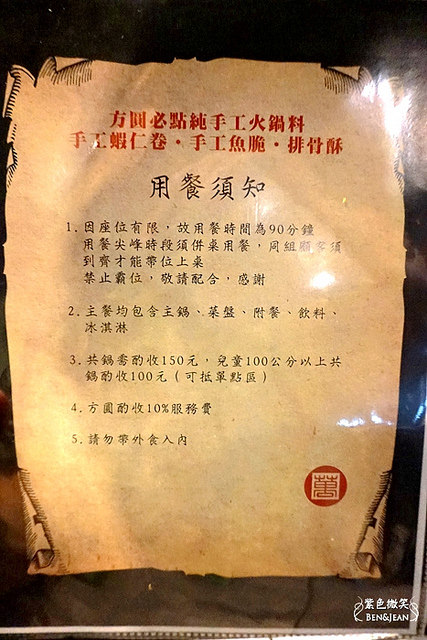 方圓必點純手工火鍋料
手工蝦仁卷・手工魚脆・排骨酥
用餐須知
1. 因座位有限，故用餐時間為90分鐘
用餐尖峰時段須併桌用餐，同組顧客須
到齊才能帶位上桌
禁止霸位，敬請配合，感謝
2. 主餐均包含主鍋、菜盤、附餐、飲料、
冰淇淋
3. 共鍋需酌收150元，兒童100公分以上共
鍋酌收100元（可抵單點區）
4. 方圓酌收10%服務費
5. 請勿帶外食入內
萬
紫色微笑
BEN&JEAN